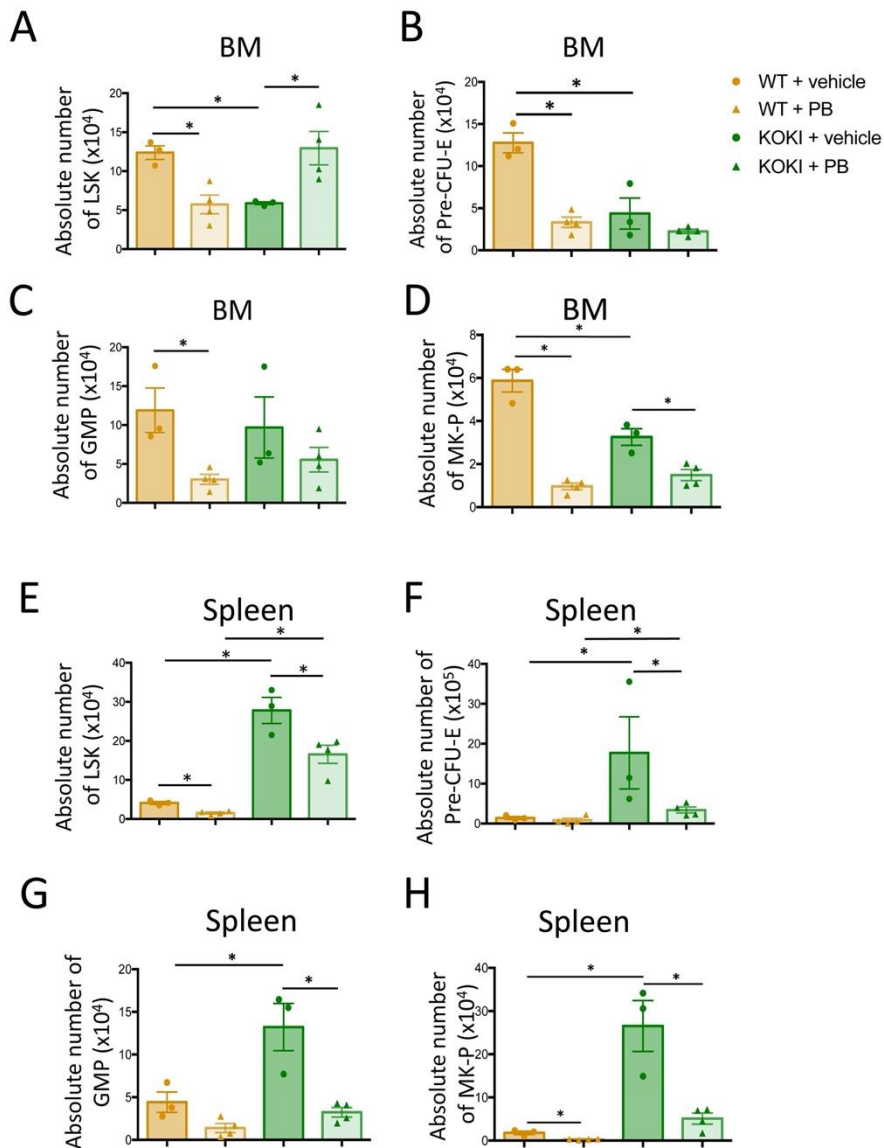 A
BM
Absolute number
of LSK (x10⁴)
20
15
10
5
0
*
*
*
B
BM
Absolute number
of Pre-CFU-E (x10⁴)
20
15
10
5
0
*
*
WT + vehicle
WT + PB
KOKI + vehicle
KOKI + PB
C
BM
Absolute number
of GMP (x10⁴)
20
15
10
5
0
*
D
BM
Absolute number
of MK-P (x10⁴)
8
6
4
2
0
*
*
*
E
Spleen
Absolute number
of LSK (x10⁴)
40
30
20
10
0
*
*
*
*
F
Spleen
Absolute number of
Pre-CFU-E (x10⁵)
40
30
20
10
0
*
*
*
G
Spleen
Absolute number of
GMP (x10⁴)
20
15
10
5
0
*
*
H
Spleen
Absolute number
of MK-P (x10⁴)
40
30
20
10
0
*
*
*